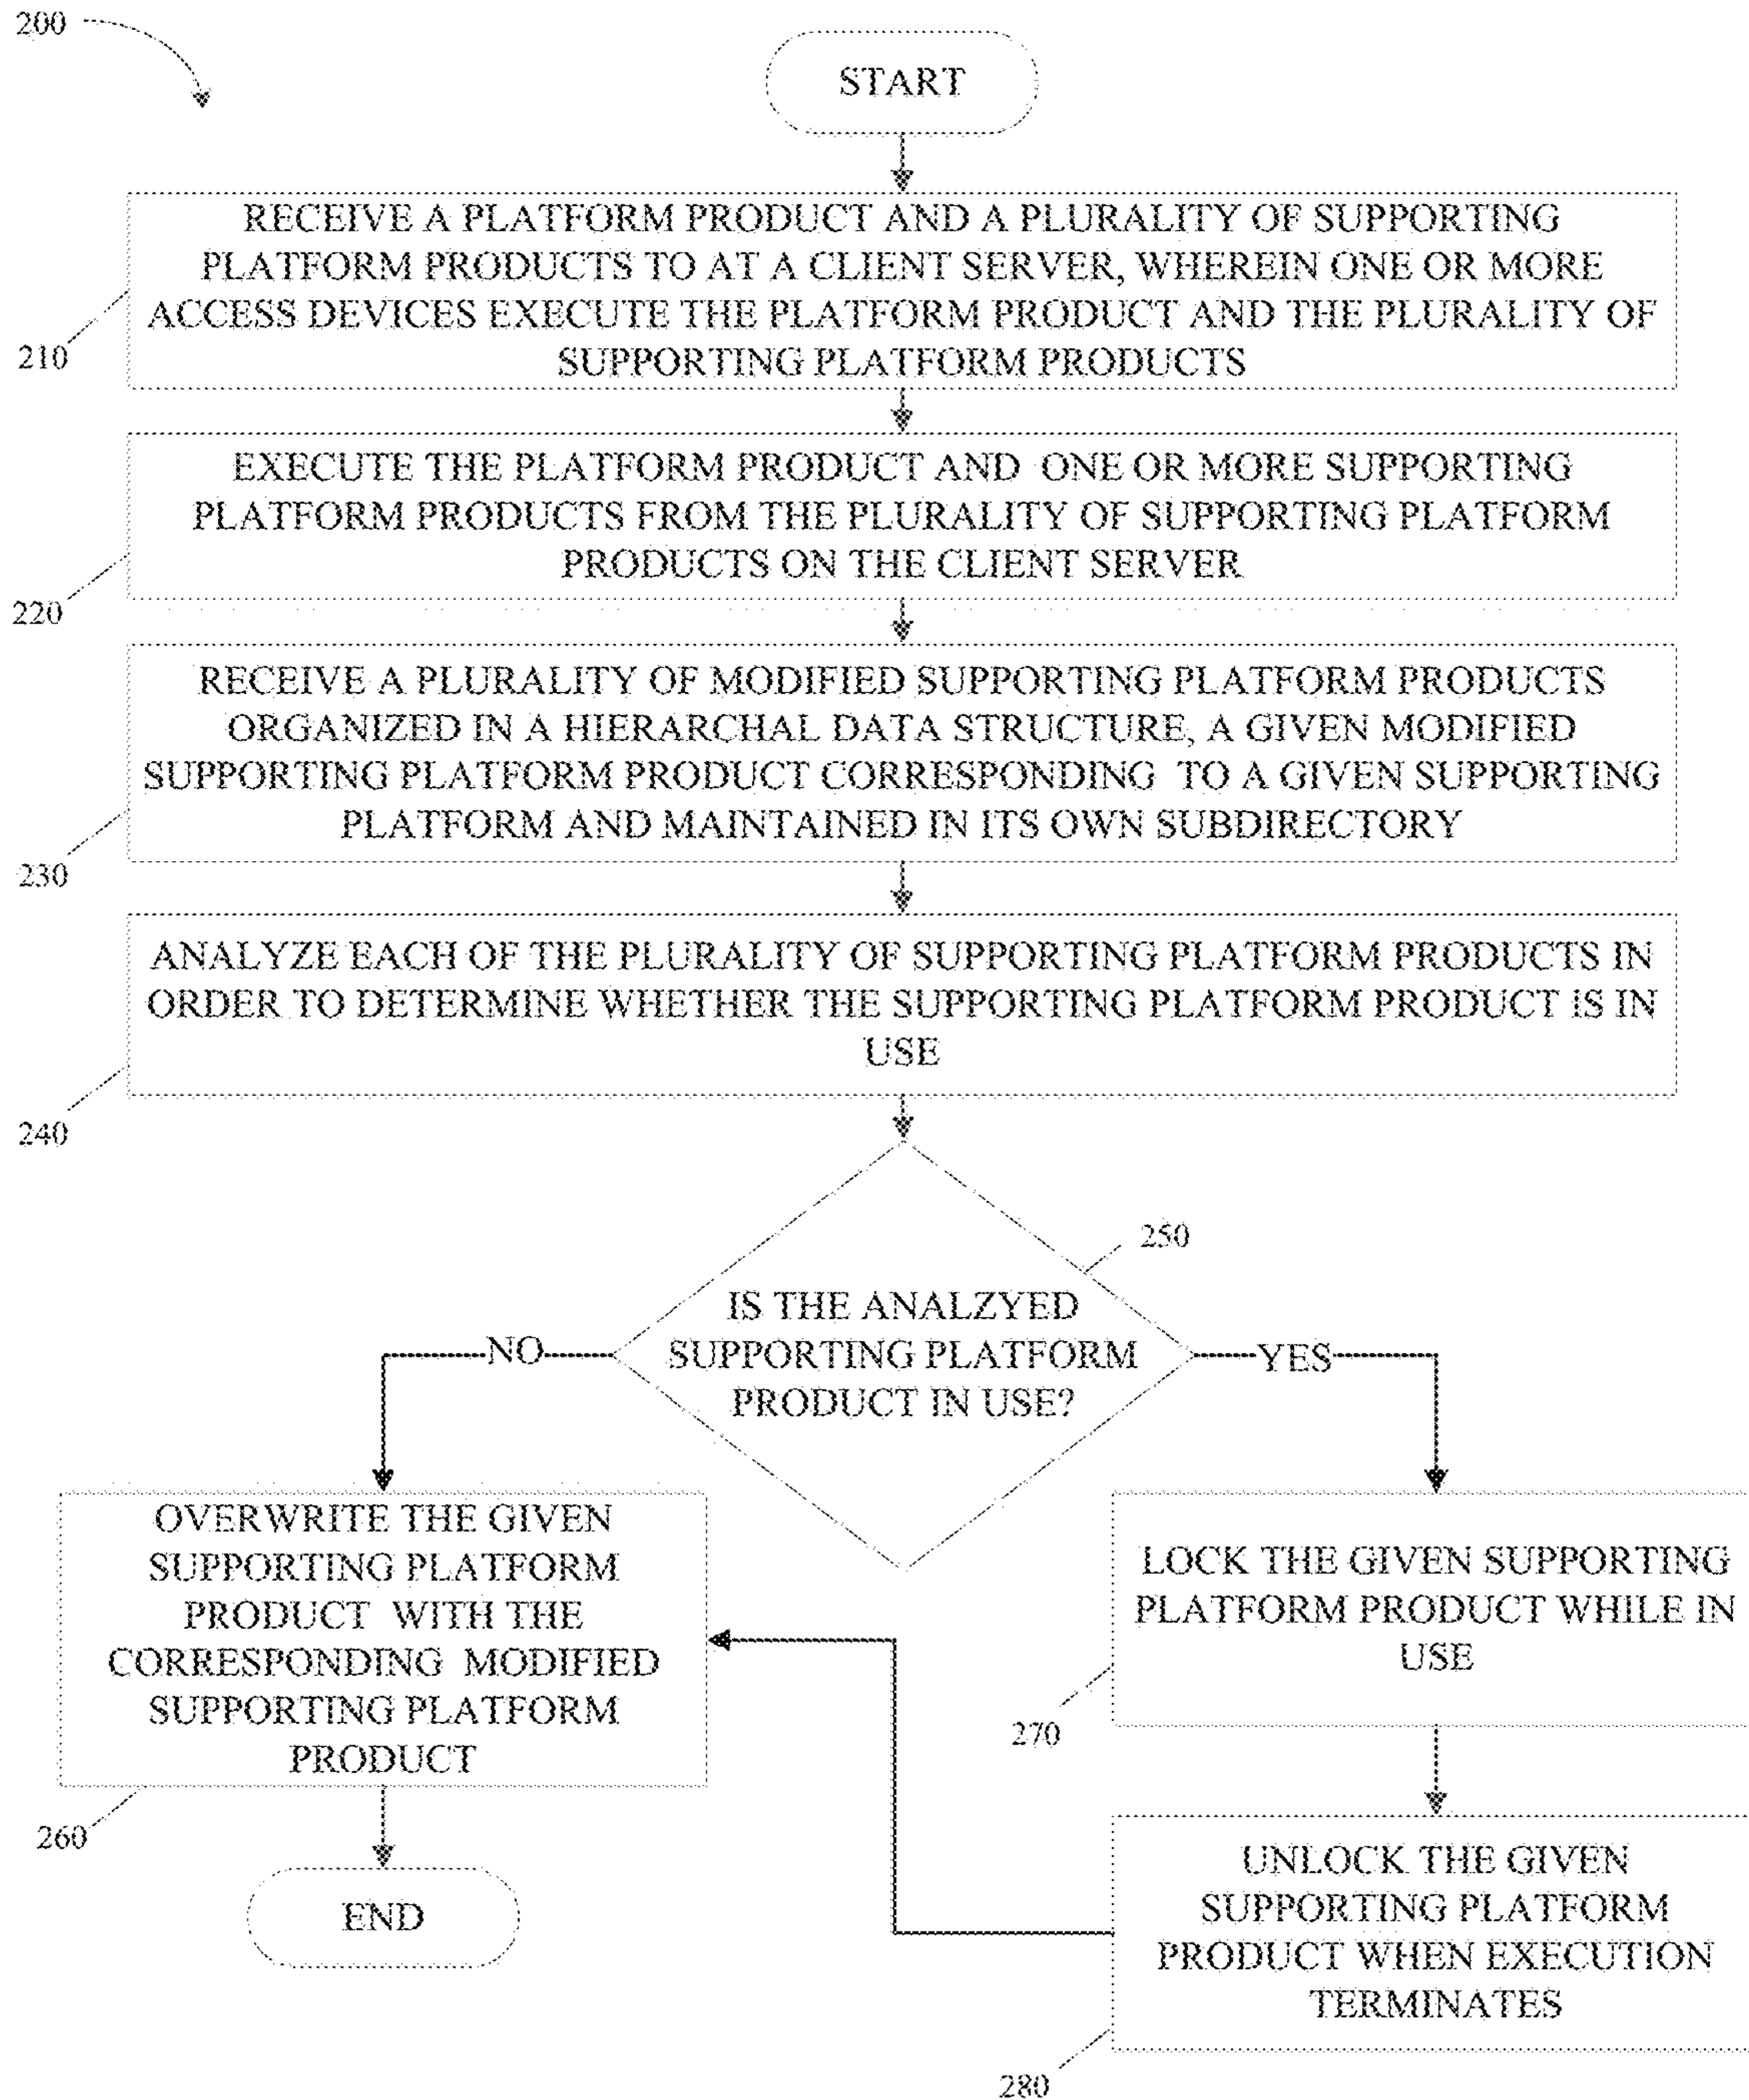 200
START
RECEIVE A PLATFORM PRODUCT AND A PLURALITY OF SUPPORTING
PLATFORM PRODUCTS TO AT A CLIENT SERVER, WHEREIN ONE OR MORE
ACCESS DEVICES EXECUTE THE PLATFORM PRODUCT AND THE PLURALITY OF
SUPPORTING PLATFORM PRODUCTS
210
EXECUTE THE PLATFORM PRODUCT AND ONE OR MORE SUPPORTING
PLATFORM PRODUCTS FROM THE PLURALITY OF SUPPORTING PLATFORM
PRODUCTS ON THE CLIENT SERVER
220
RECEIVE A PLURALITY OF MODIFIED SUPPORTING PLATFORM PRODUCTS
ORGANIZED IN A HIERARCHAL DATA STRUCTURE, A GIVEN MODIFIED
SUPPORTING PLATFORM PRODUCT CORRESPONDING TO A GIVEN SUPPORTING
PLATFORM AND MAINTAINED IN ITS OWN SUBDIRECTORY
230
ANALYZE EACH OF THE PLURALITY OF SUPPORTING PLATFORM PRODUCTS IN
ORDER TO DETERMINE WHETHER THE SUPPORTING PLATFORM PRODUCT IS IN
USE
240
250
IS THE ANALZYED
SUPPORTING PLATFORM
PRODUCT IN USE?
NO
YES
OVERWRITE THE GIVEN
SUPPORTING PLATFORM
PRODUCT WITH THE
CORRESPONDING MODIFIED
SUPPORTING PLATFORM
PRODUCT
260
END
LOCK THE GIVEN SUPPORTING
PLATFORM PRODUCT WHILE IN
USE
270
UNLOCK THE GIVEN
SUPPORTING PLATFORM
PRODUCT WHEN EXECUTION
TERMINATES
280